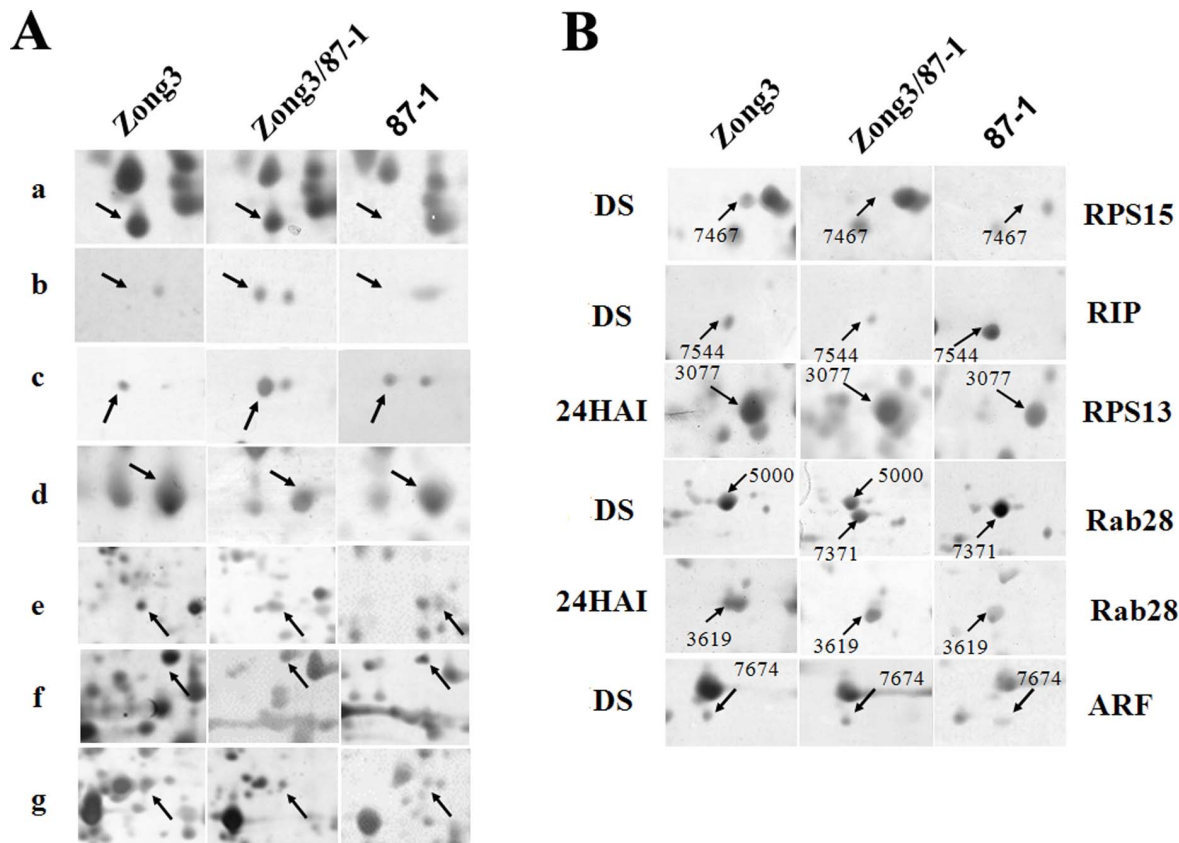 A
Zong3
Zong3/87-1
87-1
a
b
c
d
e
f
g
B
Zong3
Zong3/87-1
87-1
DS
7467
7467
7467
RPS15
DS
7544
7544
7544
RIP
24HAI
3077
3077
3077
RPS13
DS
5000
5000
7371
7371
Rab28
24HAI
3619
3619
3619
Rab28
DS
7674
7674
7674
ARF